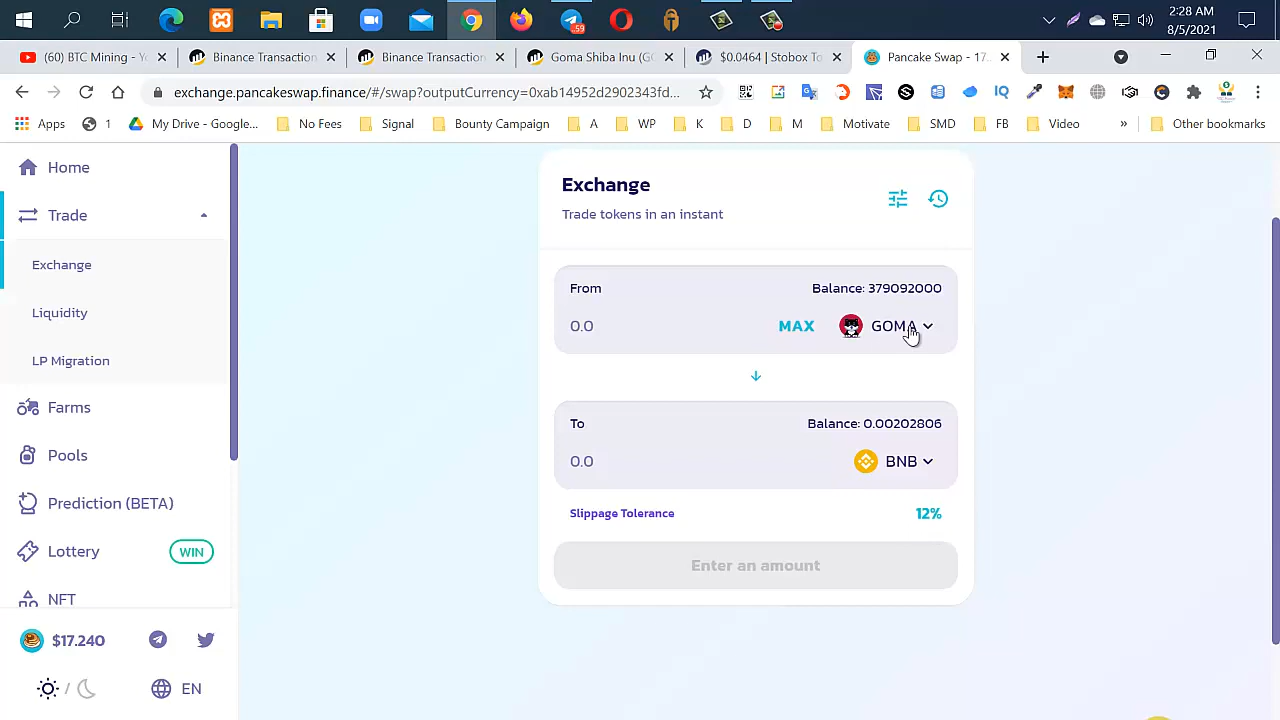 59
2:28 AM
8/5/2021
(60) BTC Mining - Y
Binance Transaction
Binance Transaction
Goma Shiba Inu (GC
$0.0464 | Stobox To
Pancake Swap - 17.
exchange.pancakeswap.finance/#/swap?outputCurrency=0xab14952d2902343fd...
IQ
Apps
1
My Drive - Google...
No Fees
Signal
Bounty Campaign
A
WP
K
D
M
Motivate
SMD
FB
Video
»
Other bookmarks
Home
Trade
Exchange
Liquidity
LP Migration
Farms
Pools
Prediction (BETA)
Lottery
WIN
NFT
$17.240
/
EN
Exchange
Trade tokens in an instant
From
Balance: 379092000
0.0
MAX
GOMA
To
Balance: 0.00202806
0.0
BNB
Slippage Tolerance
12%
Enter an amount